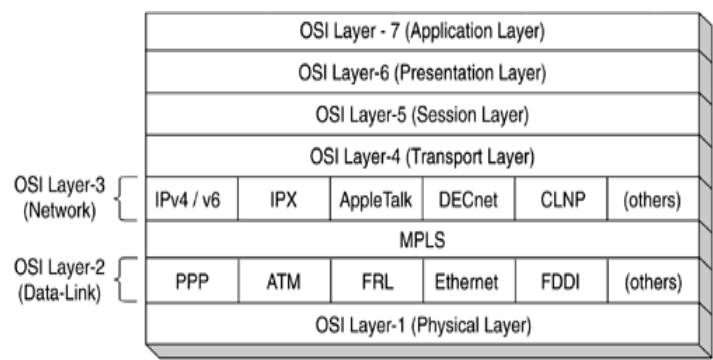 OSI Layer - 7 (Application Layer)
OSI Layer-6 (Presentation Layer)
OSI Layer-5 (Session Layer)
OSI Layer-4 (Transport Layer)
OSI Layer-3
(Network)
IPv4 / v6 IPX AppleTalk DECnet CLNP (others)
MPLS
OSI Layer-2
(Data-Link)
PPP ATM FRL Ethernet FDDI (others)
OSI Layer-1 (Physical Layer)